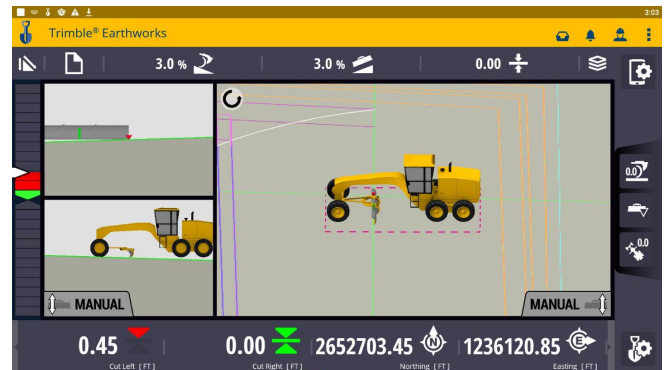 3:03
Trimble® Earthworks
3.0 %
3.0 %
0.00
0.0
0.0
MANUAL
MANUAL
N
E
0.45
0.00
2652703.45
1236120.85
Cut Left [FT]
Cut Right [FT]
Northing [FT]
Easting [FT]